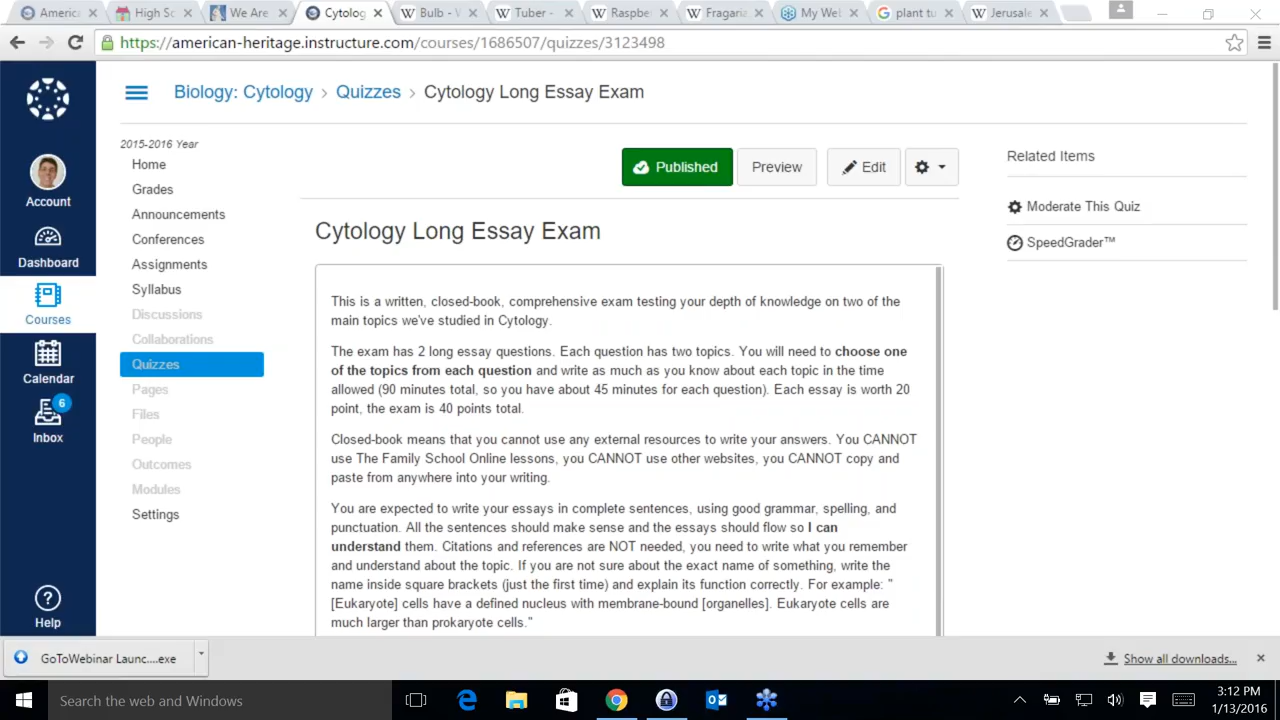 Americ
High Sc
We Are
Cytolog
Bulb - V
Tuber -
Raspbe
Fragaria
My Wel
plant tu
Jerusale
https://american-heritage.instructure.com/courses/1686507/quizzes/3123498
Biology: Cytology > Quizzes > Cytology Long Essay Exam
Account
Dashboard
Courses
Calendar
6
Inbox
Help
2015-2016 Year
Home
Grades
Announcements
Conferences
Assignments
Syllabus
Discussions
Collaborations
Quizzes
Pages
Files
People
Outcomes
Modules
Settings
Published
Preview
Edit
Cytology Long Essay Exam
This is a written, closed-book, comprehensive exam testing your depth of knowledge on two of the
main topics we've studied in Cytology.
The exam has 2 long essay questions. Each question has two topics. You will need to choose one
of the topics from each question and write as much as you know about each topic in the time
allowed (90 minutes total, so you have about 45 minutes for each question). Each essay is worth 20
point, the exam is 40 points total.
Closed-book means that you cannot use any external resources to write your answers. You CANNOT
use The Family School Online lessons, you CANNOT use other websites, you CANNOT copy and
paste from anywhere into your writing.
You are expected to write your essays in complete sentences, using good grammar, spelling, and
punctuation. All the sentences should make sense and the essays should flow so I can
understand them. Citations and references are NOT needed, you need to write what you remember
and understand about the topic. If you are not sure about the exact name of something, write the
name inside square brackets (just the first time) and explain its function correctly. For example: "
[Eukaryote] cells have a defined nucleus with membrane-bound [organelles]. Eukaryote cells are
much larger than prokaryote cells."
Related Items
Moderate This Quiz
SpeedGrader™
GoToWebinar Launc....exe
Show all downloads...
Search the web and Windows
3:12 PM
1/13/2016